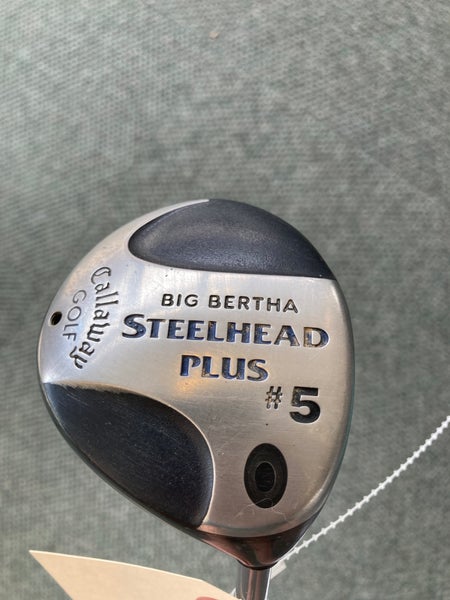 BIG BERTHA
STEELHEAD
PLUS
#5
Callaway
GOLF